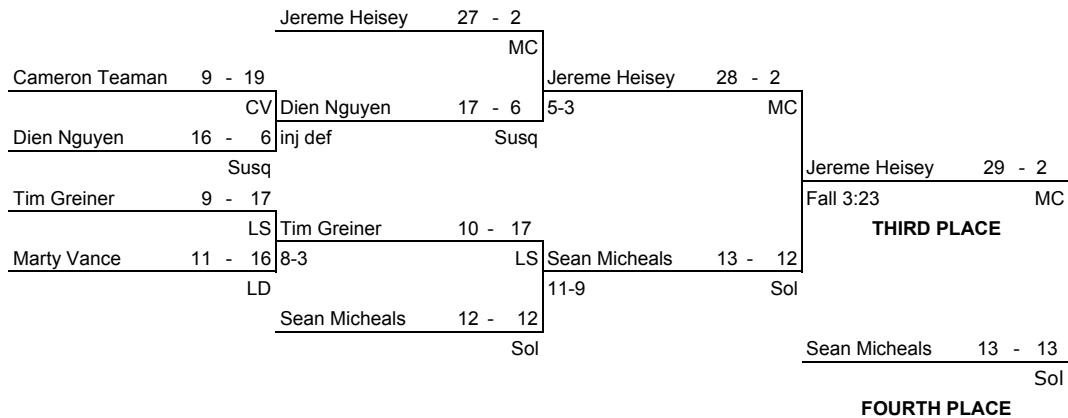 Jereme Heisey 27 - 2
MC
Cameron Teaman 9 - 19 Jereme Heisey 28 - 2
CV Dien Nguyen 17 - 6 5-3 MC
Dien Nguyen 16 - 6 inj def Susq
Susq Jereme Heisey 29 - 2
Tim Greiner 9 - 17 Fall 3:23 MC
LS Tim Greiner 10 - 17 THIRD PLACE
Marty Vance 11 - 16 8-3 LS Sean Micheals 13 - 12
LD 11-9 Sol
Sean Micheals 12 - 12
Sol Sean Micheals 13 - 13
Sol
FOURTH PLACE